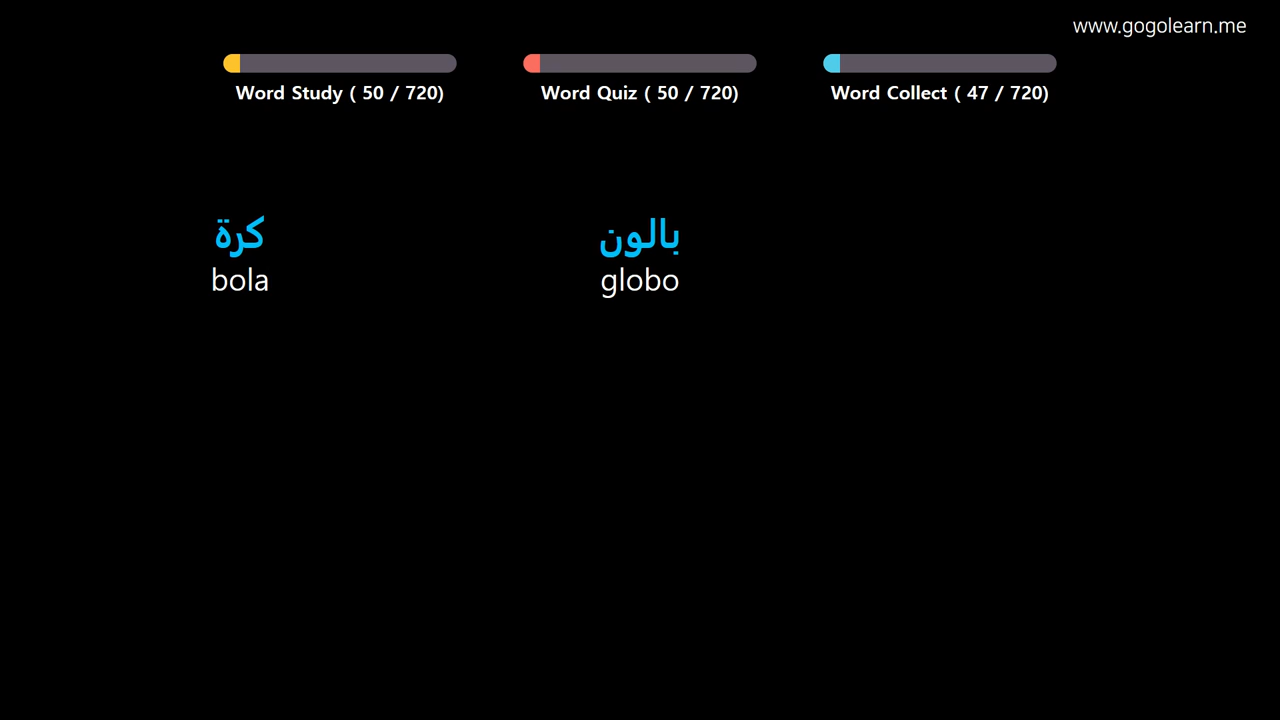 www.gogolearn.me
Word Study ( 50 / 720)
Word Quiz ( 50 / 720)
Word Collect ( 47 / 720)
كرة
bola
بالون
globo